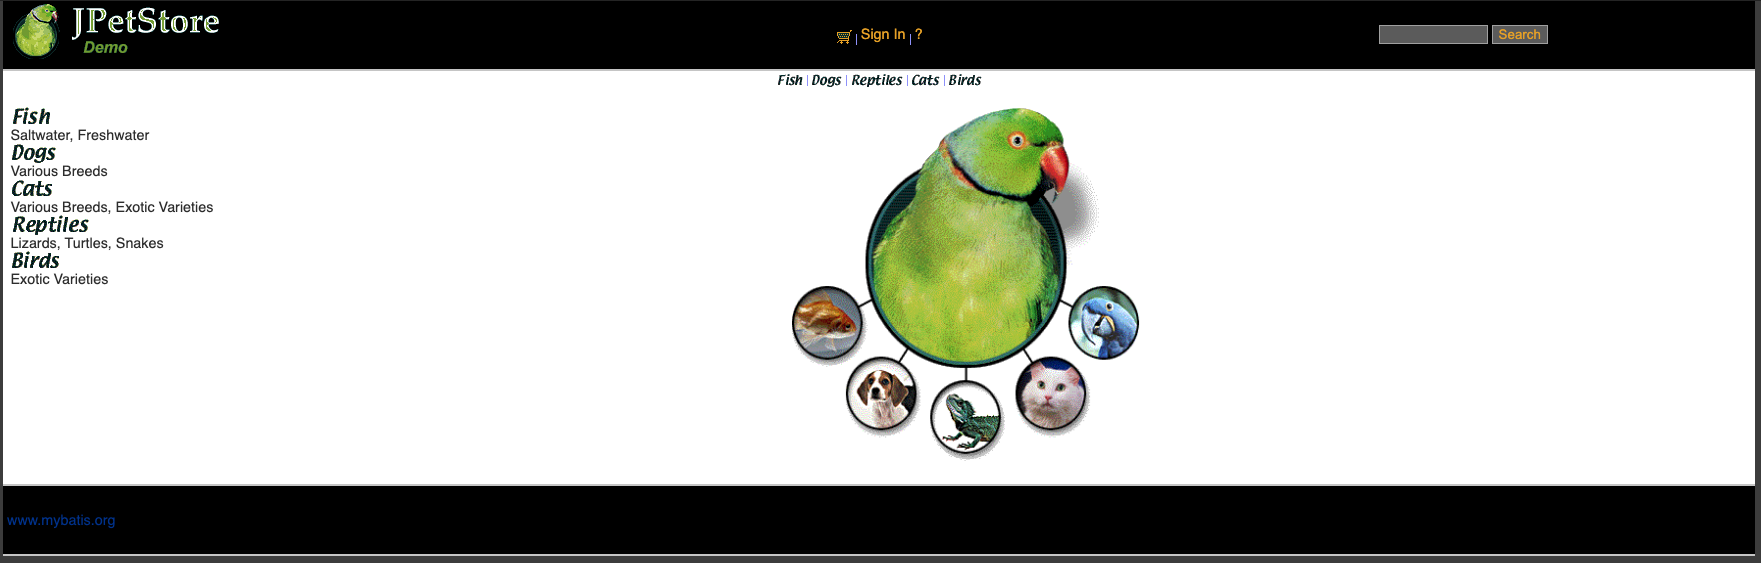 JPetStore
Demo
Sign In
?
Search
Fish | Dogs | Reptiles | Cats | Birds
Fish
Saltwater, Freshwater
Dogs
Various Breeds
Cats
Various Breeds, Exotic Varieties
Reptiles
Lizards, Turtles, Snakes
Birds
Exotic Varieties
www.mybatis.org